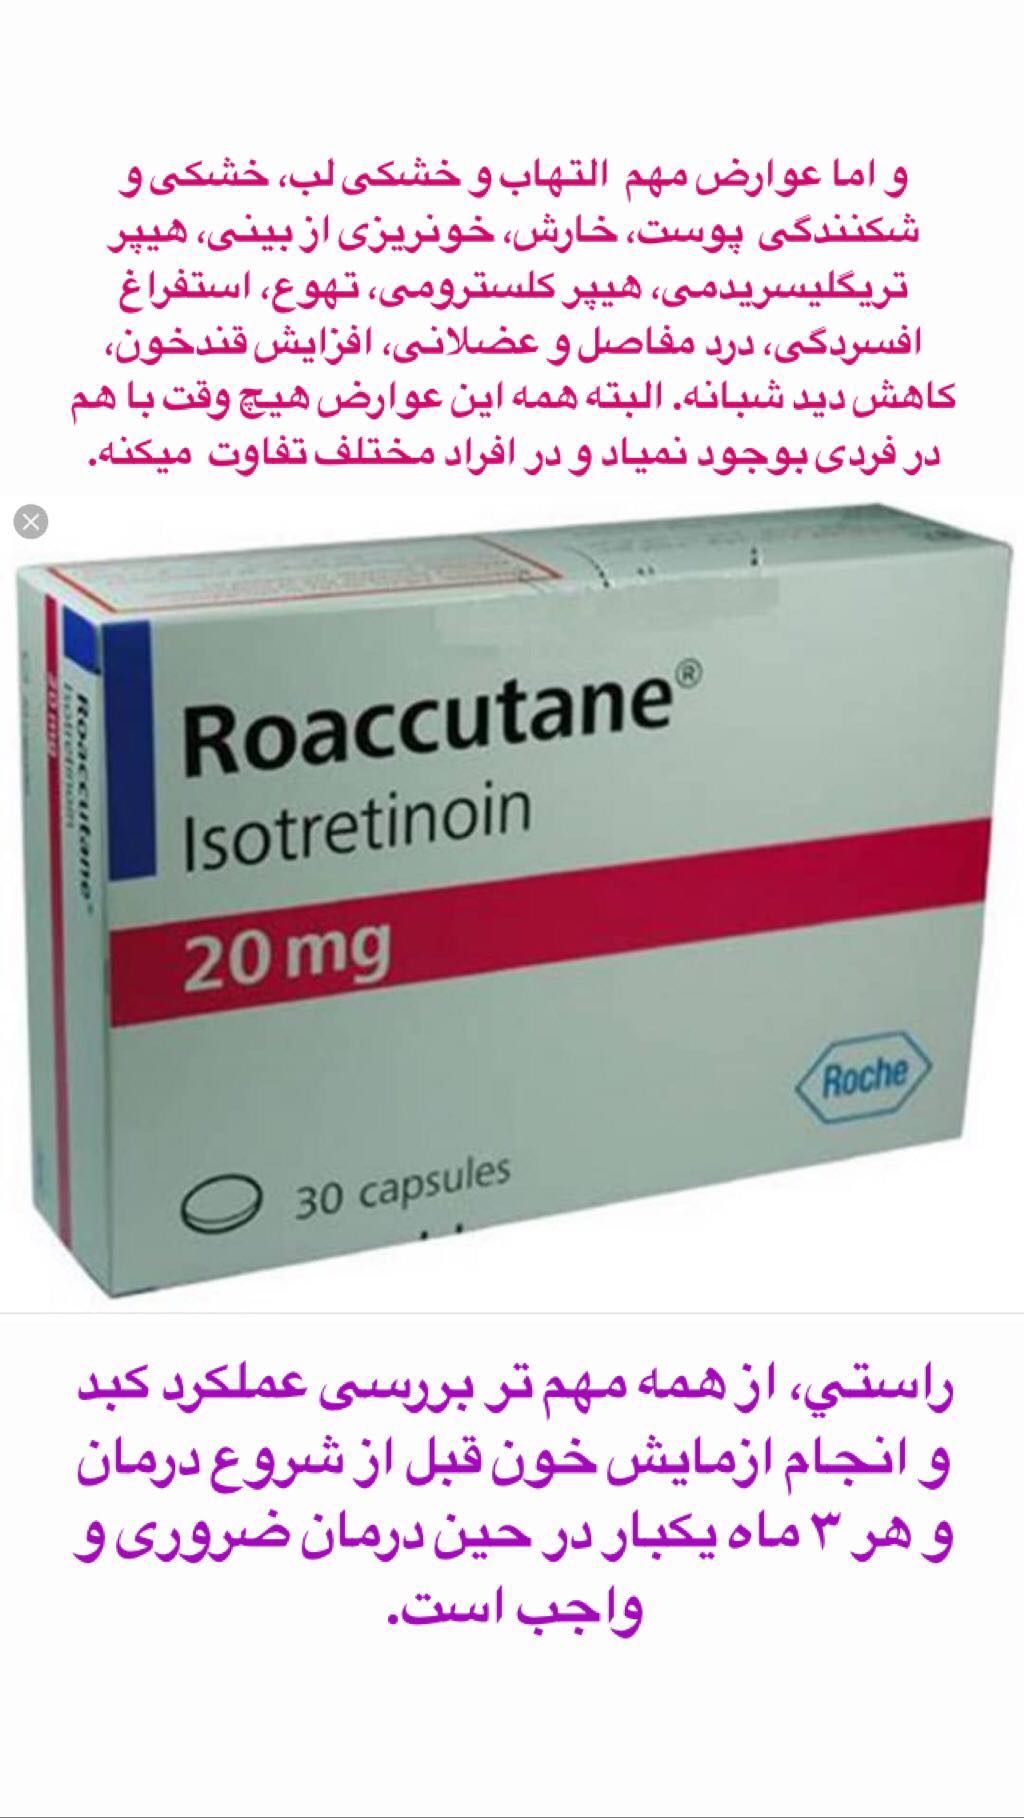 و اما عوارض مهم التهاب و خشکی لب، خشکی و
شکنندگی پوست، خارش، خونریزی از بینی، هیپر
تریگلیسریدمی، هیپر کلسترومی، تهوع، استفراغ
افسردگی، درد مفاصل و عضلانی، افزایش قندخون،
کاهش دید شبانه. البته همه این عوارض هیچ وقت با هم
در فردی بوجود نمیاد و در افراد مختلف تفاوت میکنه.
Roaccutane®
Isotretinoin
20 mg
Roche
30 capsules
Roaccutane®
Isotretinoin
20 mg
راستي، از همه مهم تر بررسی عملکرد کبد
و انجام ازمایش خون قبل از شروع درمان
و هر ۳ ماه یکبار در حین درمان ضروری و
واجب است.